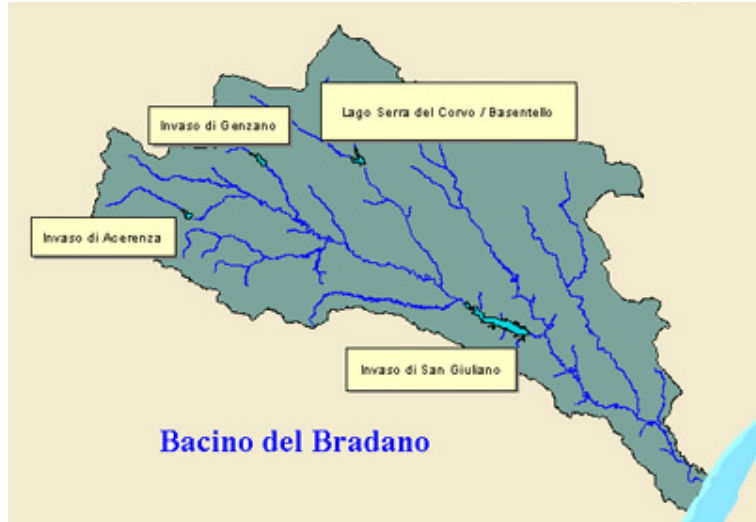 Lago Serra del Corvo / Basentello
Invaso di Genzano
Invaso di Acerenza
Invaso di San Giuliano
Bacino del Bradano